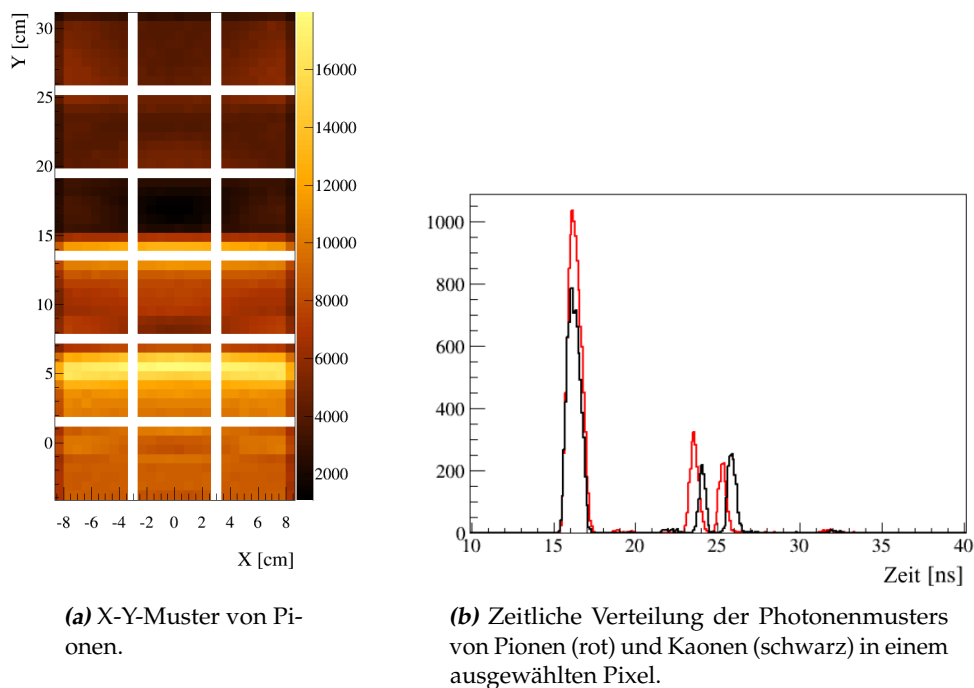 Y [cm]
30
25
20
15
10
5
0
-8 -6 -4 -2 0 2 4 6 8
X [cm]
16000
14000
12000
10000
8000
6000
4000
2000
(a) X-Y-Muster von Pi-
onen.
1000
800
600
400
200
0
10 15 20 25 30 35 40
Zeit [ns]
(b) Zeitliche Verteilung der Photonenmusters
von Pionen (rot) und Kaonen (schwarz) in einem
ausgewählten Pixel.